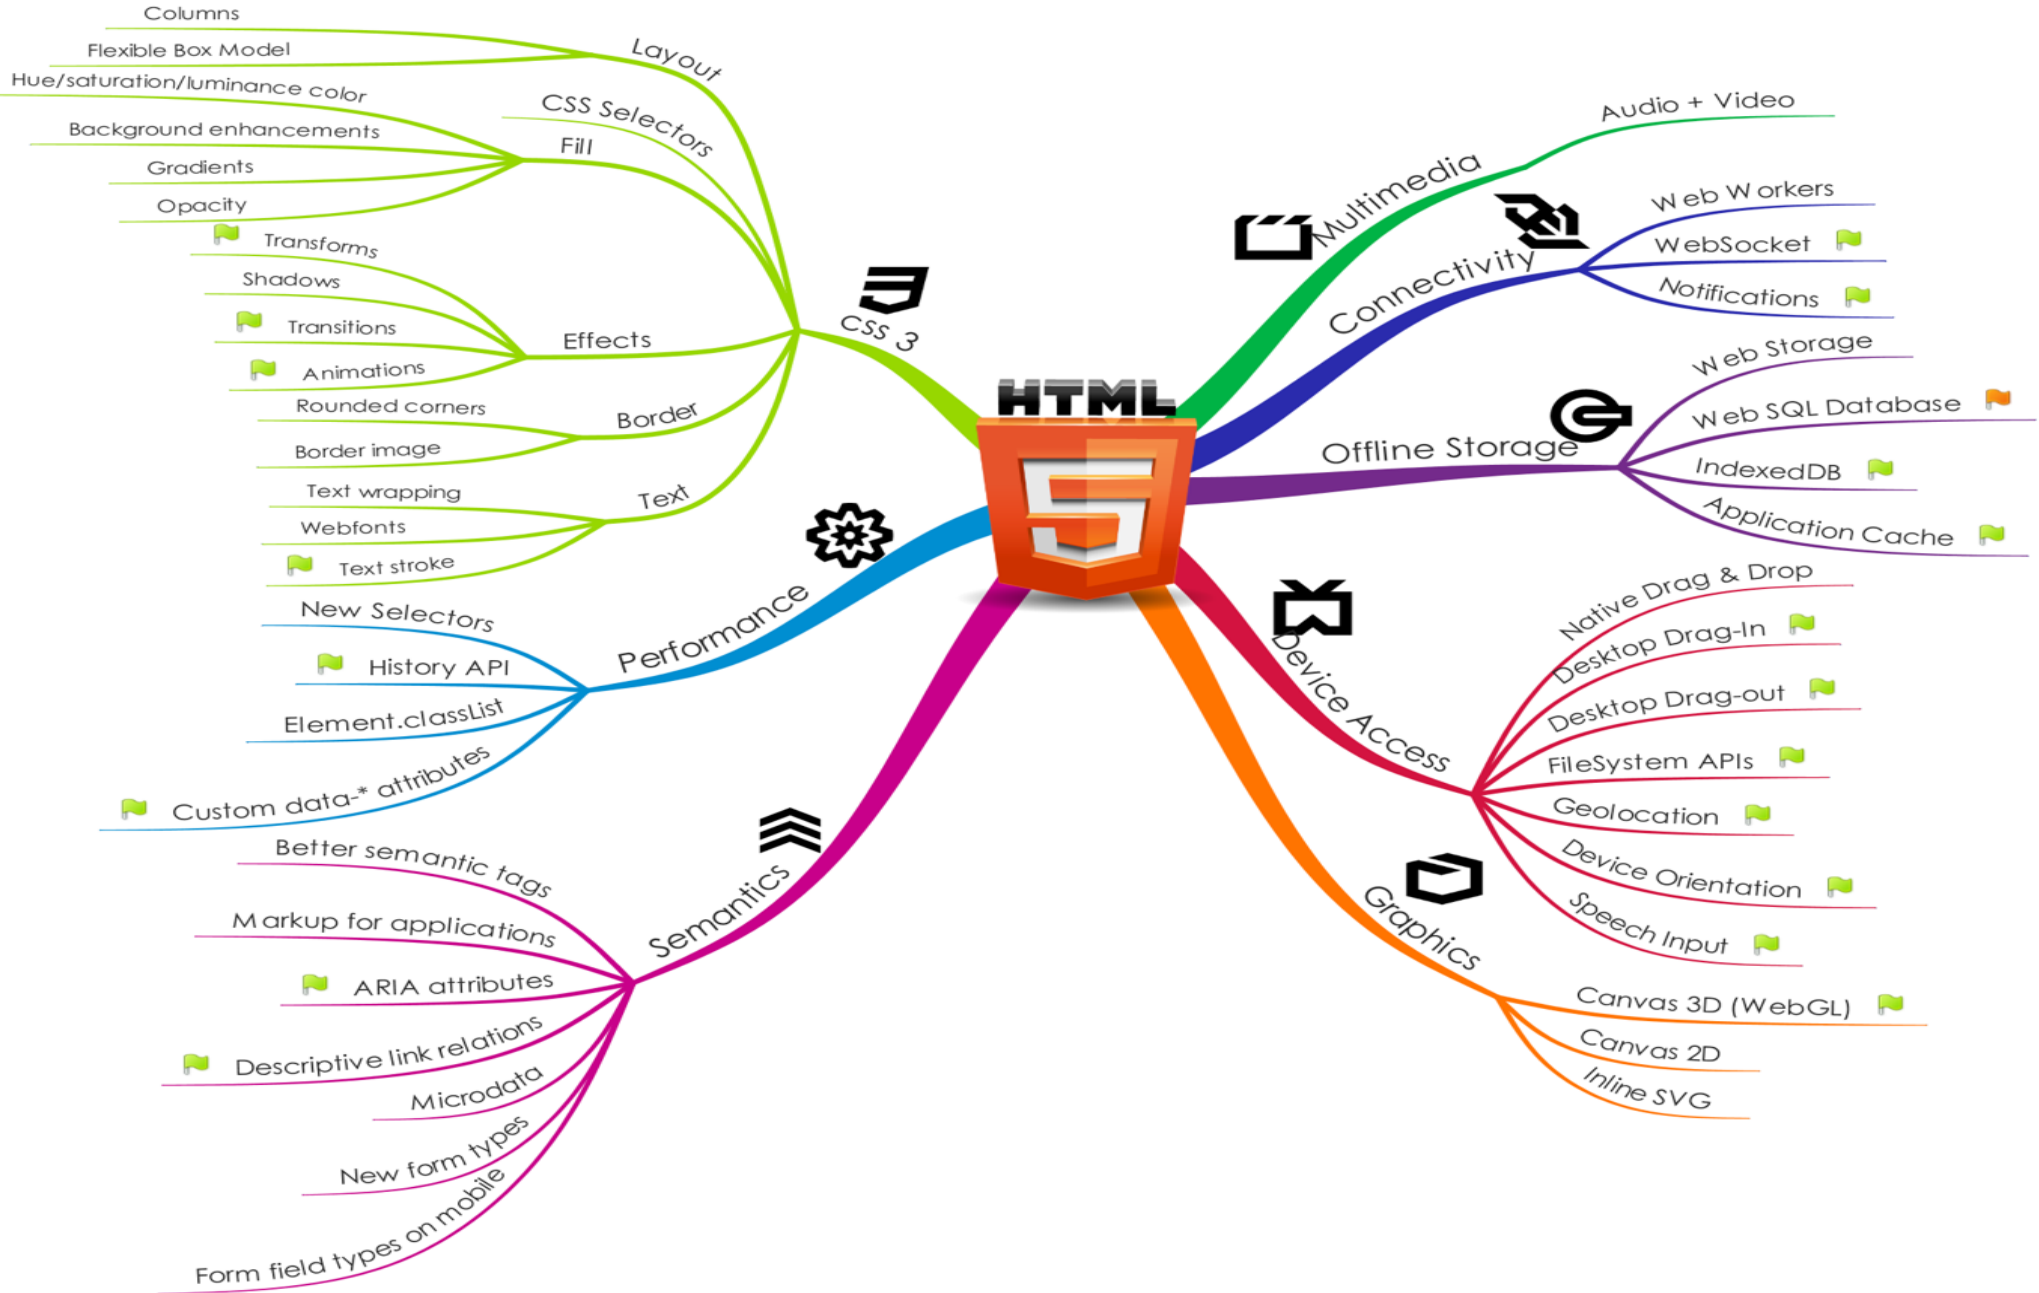 HTML
5
CSS 3
Layout
Columns
Flexible Box Model
CSS Selectors
Fill
Hue/saturation/luminance color
Background enhancements
Gradients
Opacity
Effects
Transforms
Shadows
Transitions
Animations
Border
Rounded corners
Border image
Text
Text wrapping
Webfonts
Text stroke
Performance
New Selectors
History API
Element.classList
Custom data-* attributes
Semantics
Better semantic tags
Markup for applications
ARIA attributes
Descriptive link relations
Microdata
New form types
Form field types on mobile
Multimedia
Audio + Video
Connectivity
Web Workers
WebSocket
Notifications
Offline Storage
Web Storage
Web SQL Database
IndexedDB
Application Cache
Device Access
Native Drag & Drop
Desktop Drag-In
Desktop Drag-out
FileSystem APIs
Geolocation
Device Orientation
Speech Input
Graphics
Canvas 3D (WebGL)
Canvas 2D
Inline SVG